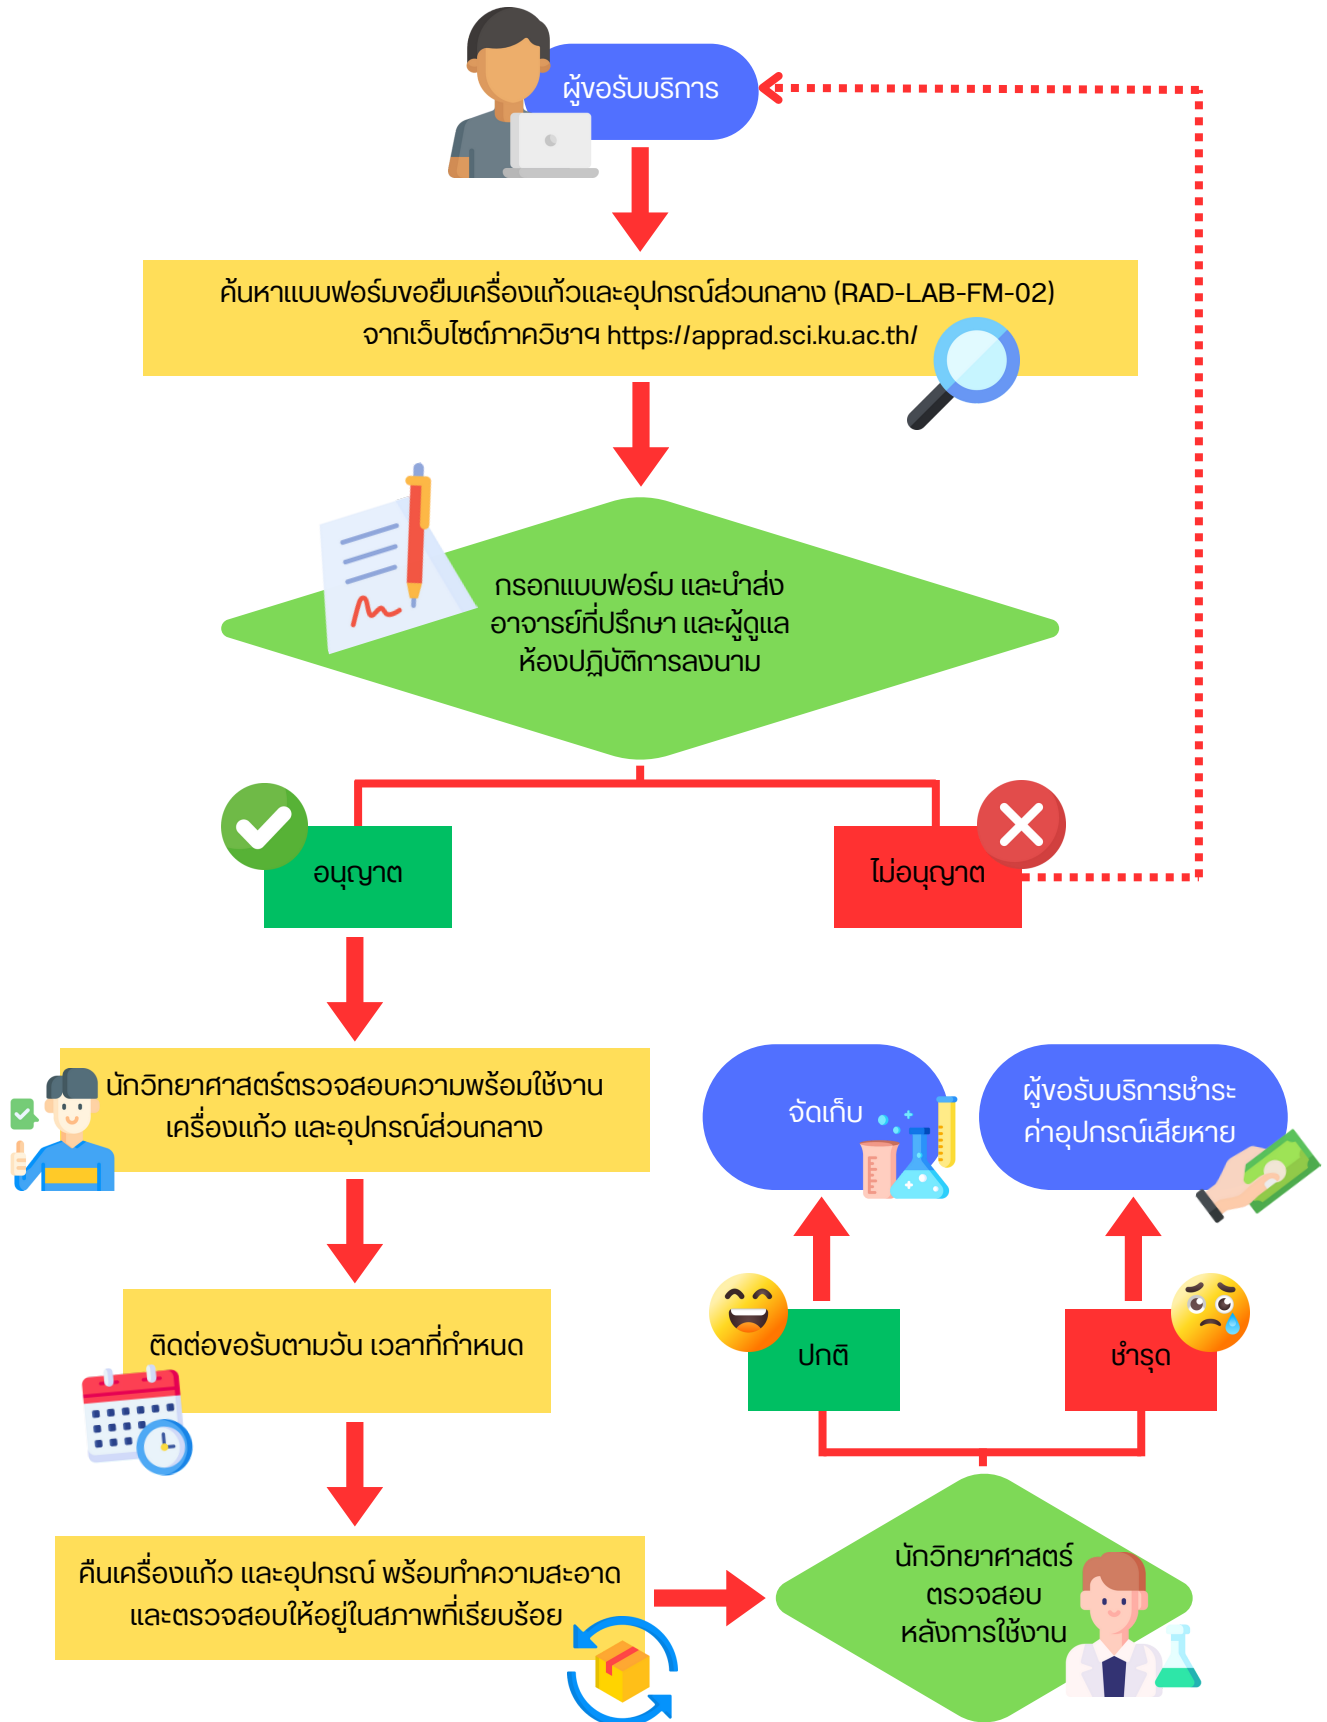 ผู้ขอรับบริการ
ค้นหาแบบฟอร์มขอยืมเครื่องแก้วและอุปกรณ์ส่วนกลาง (RAD-LAB-FM-02)
จากเว็บไซต์ภาควิชาฯ https://apprad.sci.ku.ac.th/
กรอกแบบฟอร์ม และนำส่ง
อาจารย์ที่ปรึกษา และผู้ดูแล
ห้องปฏิบัติการลงนาม
อนุญาต
ไม่อนุญาต
นักวิทยาศาสตร์ตรวจสอบความพร้อมใช้งาน
เครื่องแก้ว และอุปกรณ์ส่วนกลาง
ติดต่อขอรับตามวัน เวลาที่กำหนด
คืนเครื่องแก้ว และอุปกรณ์ พร้อมทำความสะอาด
และตรวจสอบให้อยู่ในสภาพที่เรียบร้อย
นักวิทยาศาสตร์
ตรวจสอบ
หลังการใช้งาน
ปกติ
ชำรุด
จัดเก็บ
ผู้ขอรับบริการชำระ
ค่าอุปกรณ์เสียหาย